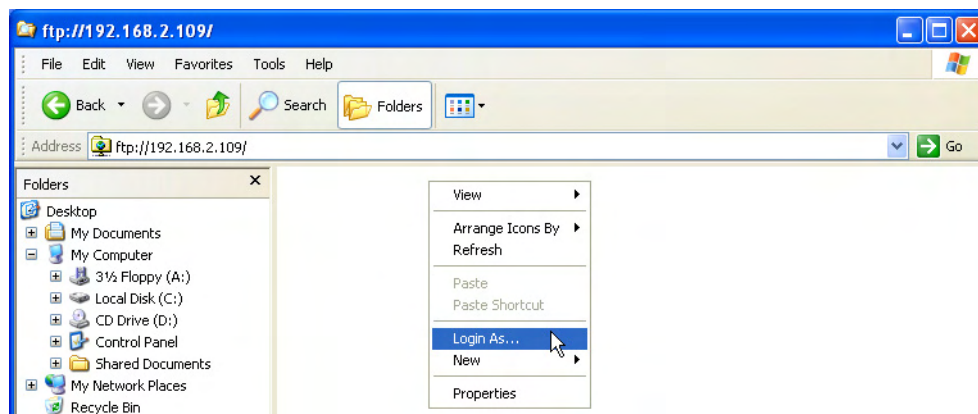 ftp://192.168.2.109/
File Edit View Favorites Tools Help
Back Search Folders
Address ftp://192.168.2.109/ Go
Folders
Desktop
My Documents
My Computer
3½ Floppy (A:)
Local Disk (C:)
CD Drive (D:)
Control Panel
Shared Documents
My Network Places
Recycle Bin
View
Arrange Icons By
Refresh
Paste
Paste Shortcut
Login As...
New
Properties